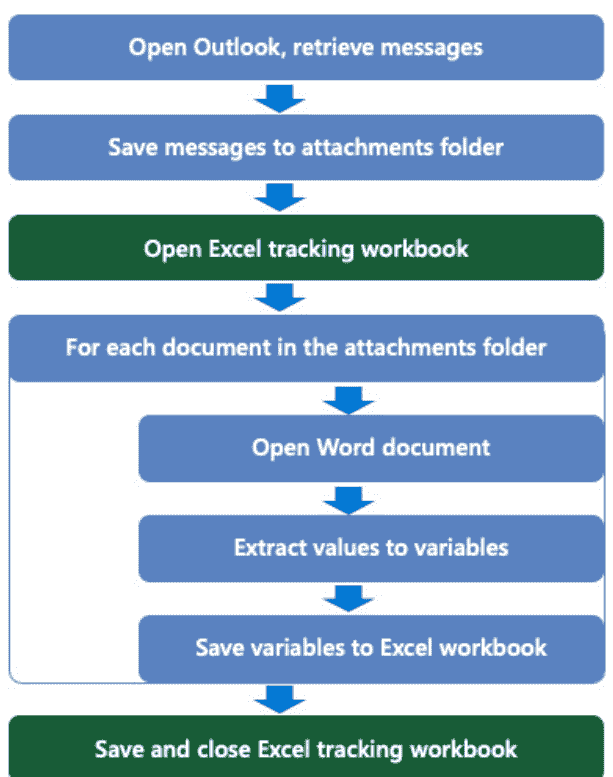 Open Outlook, retrieve messages
Save messages to attachments folder
Open Excel tracking workbook
For each document in the attachments folder
Open Word document
Extract values to variables
Save variables to Excel workbook
Save and close Excel tracking workbook